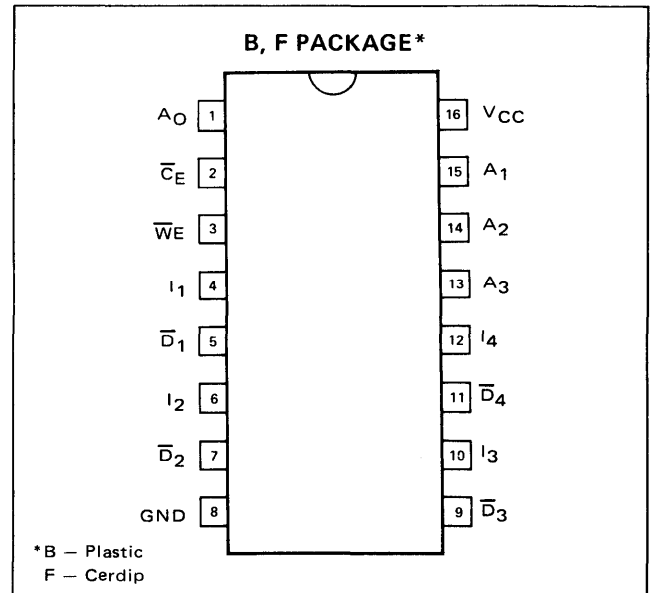 B, F PACKAGE*
A0 1
C̅E 2
W̅E 3
I1 4
D̅1 5
I2 6
D̅2 7
GND 8
16 VCC
15 A1
14 A2
13 A3
12 I4
11 D̅4
10 I3
9 D̅3
*B — Plastic
F — Cerdip